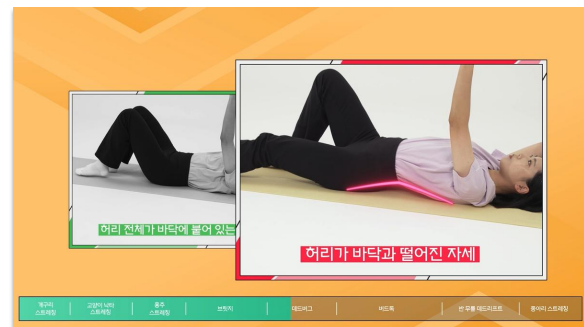 허리 전체가 바닥에 붙어 있는
허리가 바닥과 떨어진 자세
개구리
스트레칭
고양이 낙타
스트레칭
흉추
스트레칭
브릿지
데드버그
버드독
반 무릎 데드리프트
종아리 스트레칭